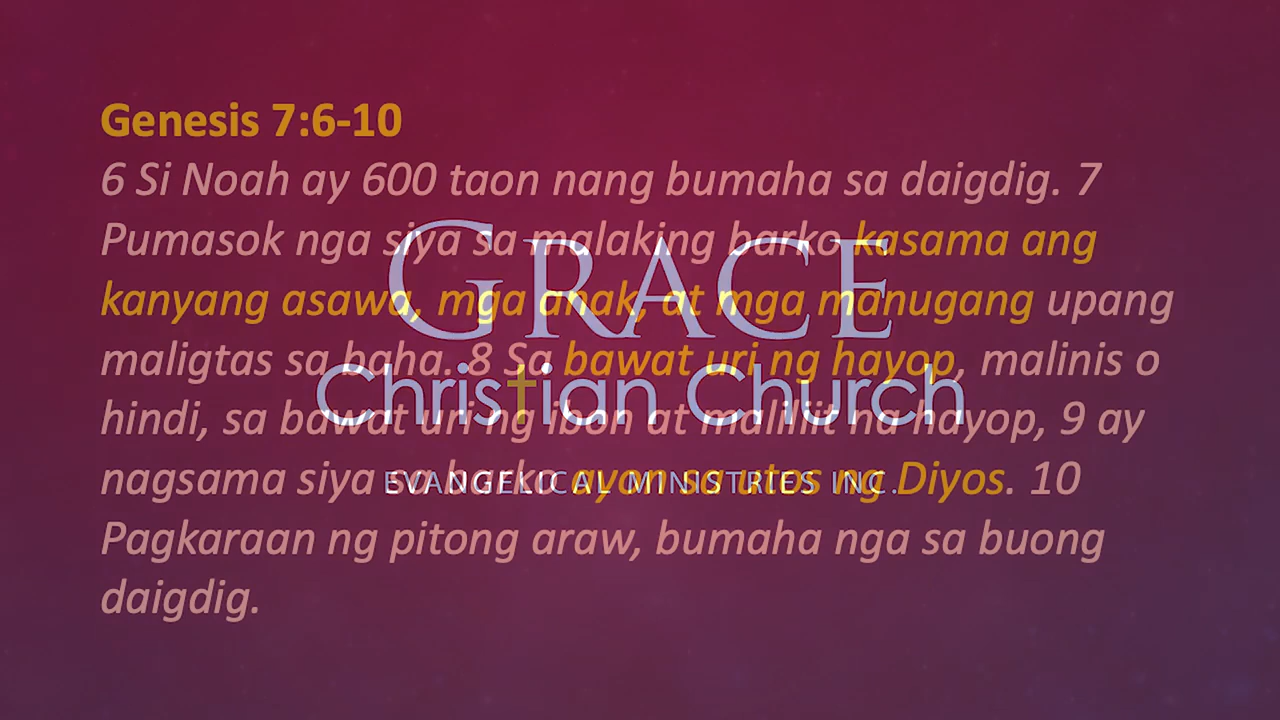 Genesis 7:6-10
6 Si Noah ay 600 taon nang bumaha sa daigdig. 7
Pumasok nga siya sa malaking barko kasama ang
kanyang asawa, mga anak, at mga manugang upang
maligtas sa baha. 8 Sa bawat uri ng hayop, malinis o
hindi, sa bawat uri ng ibon at maliliit na hayop, 9 ay
nagsama siya sa barko ayon sa utos ng Diyos. 10
Pagkaraan ng pitong araw, bumaha nga sa buong
daigdig.
GRACE
Christian Church
EVANGELICAL MINISTRIES INC.